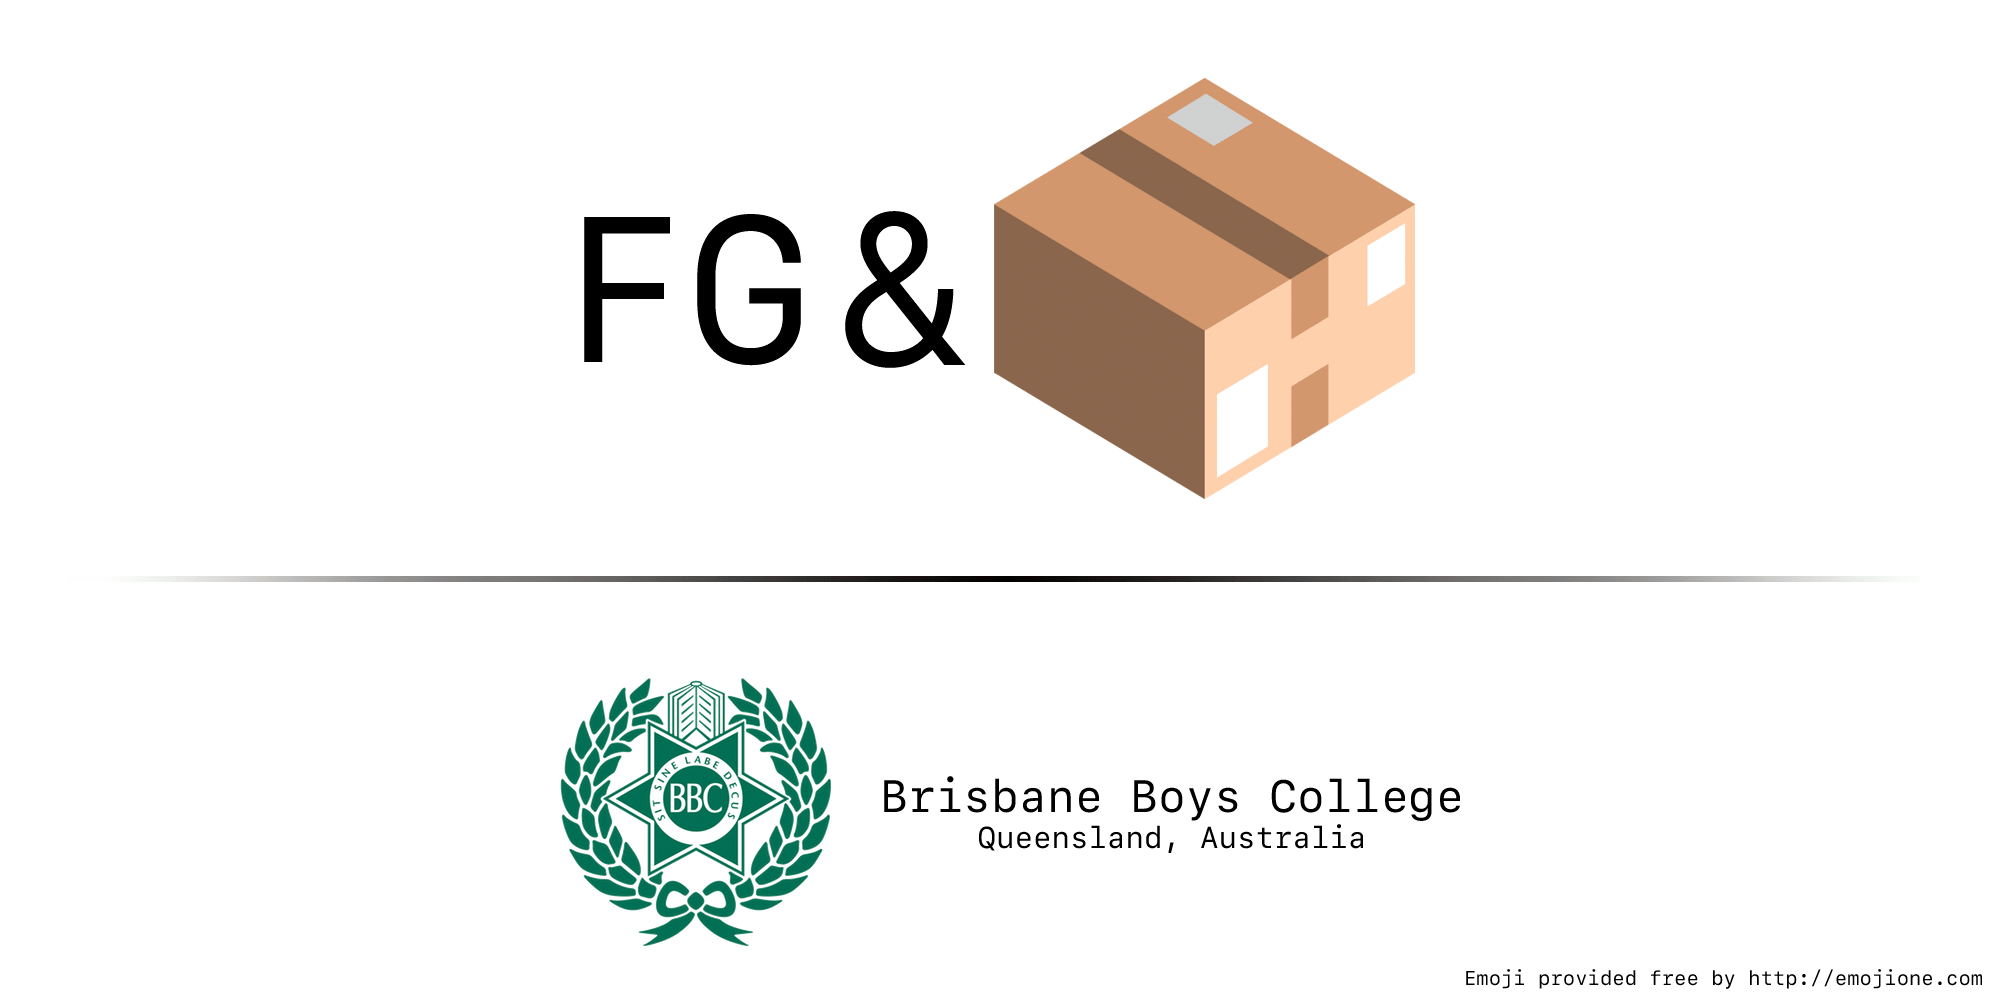 FG&
SIT SINE LABE DECUS
BBC
Brisbane Boys College
Queensland, Australia
Emoji provided free by http://emojione.com